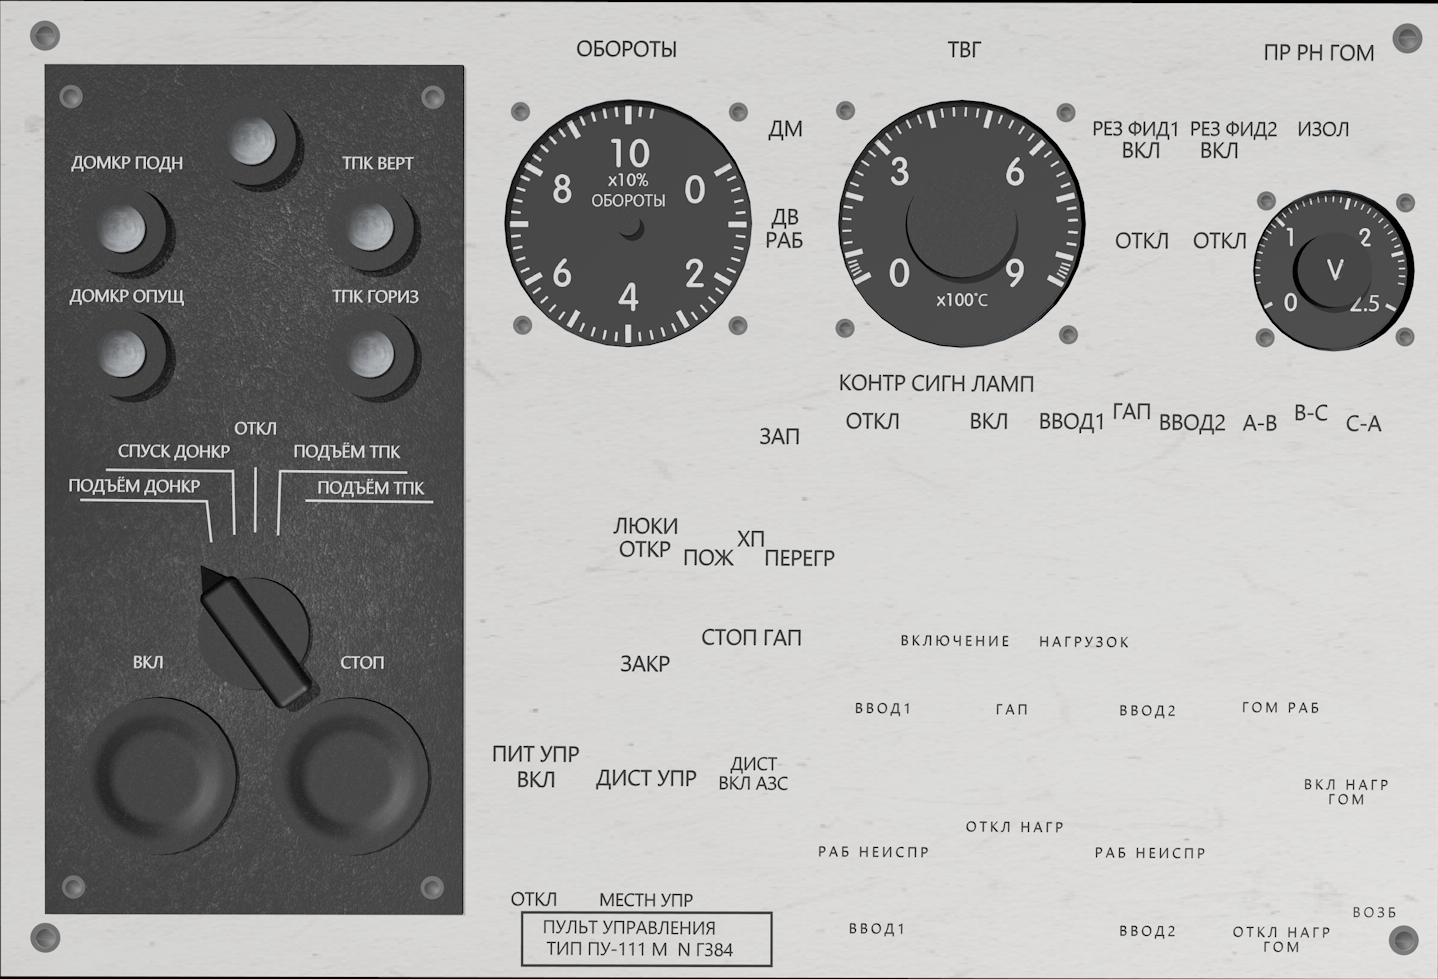 ОБОРОТЫ
ТВГ
ПР РН ГОМ
ДОМКР ПОДН
ТПК ВЕРТ
ДОМКР ОПУЩ
ТПК ГОРИЗ
ОТКЛ
СПУСК ДОНКР
ПОДЪЁМ ТПК
ПОДЪЁМ ДОНКР
ПОДЪЁМ ТПК
ВКЛ
СТОП
10
x10%
ОБОРОТЫ
8
0
6
2
4
ДМ
ДВ
РАБ
3
6
0
9
x100°C
РЕЗ ФИД1
ВКЛ
РЕЗ ФИД2
ВКЛ
ИЗОЛ
ОТКЛ
ОТКЛ
1
2
V
0
2.5
КОНТР СИГН ЛАМП
ОТКЛ
ВКЛ
ВВОД1
ГАП
ВВОД2
А-В
В-С
С-А
ЗАП
ЛЮКИ
ОТКР
ПОЖ
ХП
ПЕРЕГР
СТОП ГАП
ЗАКР
ВКЛЮЧЕНИЕ НАГРУЗОК
ВВОД1
ГАП
ВВОД2
ГОМ РАБ
ПИТ УПР
ВКЛ
ДИСТ УПР
ДИСТ
ВКЛ АЗС
ВКЛ НАГР
ГОМ
ОТКЛ НАГР
РАБ НЕИСПР
РАБ НЕИСПР
ОТКЛ
МЕСТН УПР
ПУЛЬТ УПРАВЛЕНИЯ
ТИП ПУ-111 М N Г384
ВВОД1
ВВОД2
ОТКЛ НАГР
ГОМ
ВОЗБ